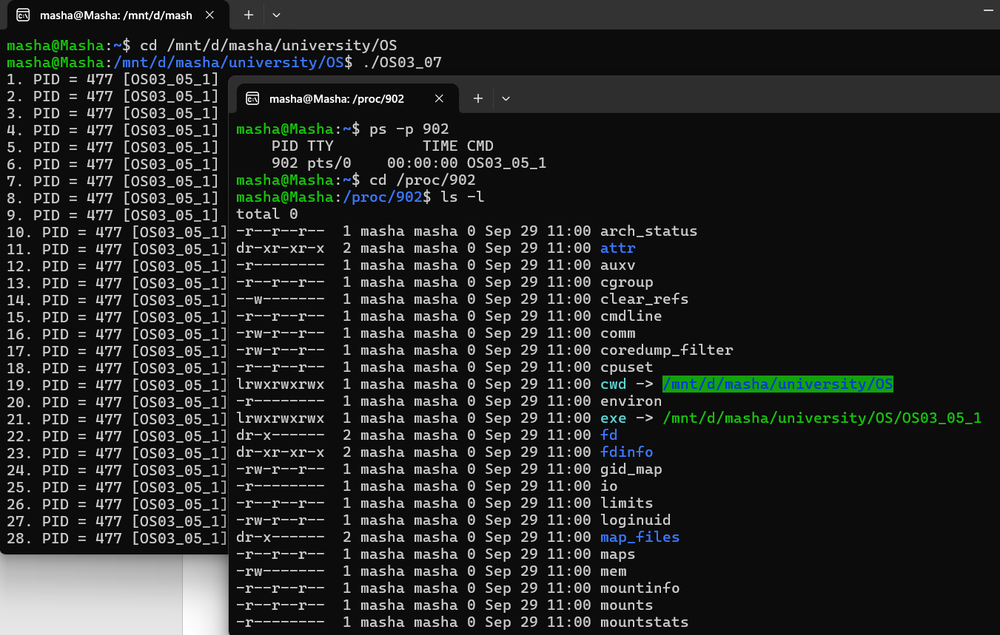 masha@Masha: /mnt/d/mash
masha@Masha:~$ cd /mnt/d/masha/university/OS
masha@Masha:/mnt/d/masha/university/OS$ ./OS03_07
1. PID = 477 [OS03_05_1]
2. PID = 477 [OS03_05_1]
3. PID = 477 [OS03_05_1]
4. PID = 477 [OS03_05_1]
5. PID = 477 [OS03_05_1]
6. PID = 477 [OS03_05_1]
7. PID = 477 [OS03_05_1]
8. PID = 477 [OS03_05_1]
9. PID = 477 [OS03_05_1]
10. PID = 477 [OS03_05_1]
11. PID = 477 [OS03_05_1]
12. PID = 477 [OS03_05_1]
13. PID = 477 [OS03_05_1]
14. PID = 477 [OS03_05_1]
15. PID = 477 [OS03_05_1]
16. PID = 477 [OS03_05_1]
17. PID = 477 [OS03_05_1]
18. PID = 477 [OS03_05_1]
19. PID = 477 [OS03_05_1]
20. PID = 477 [OS03_05_1]
21. PID = 477 [OS03_05_1]
22. PID = 477 [OS03_05_1]
23. PID = 477 [OS03_05_1]
24. PID = 477 [OS03_05_1]
25. PID = 477 [OS03_05_1]
26. PID = 477 [OS03_05_1]
27. PID = 477 [OS03_05_1]
28. PID = 477 [OS03_05_1]
masha@Masha: /proc/902
masha@Masha:~$ ps -p 902
    PID TTY          TIME CMD
    902 pts/0    00:00:00 OS03_05_1
masha@Masha:~$ cd /proc/902
masha@Masha:/proc/902$ ls -l
total 0
-r--r--r--  1 masha masha 0 Sep 29 11:00 arch_status
dr-xr-xr-x  2 masha masha 0 Sep 29 11:00 attr
-r--------  1 masha masha 0 Sep 29 11:00 auxv
-r--r--r--  1 masha masha 0 Sep 29 11:00 cgroup
--w-------  1 masha masha 0 Sep 29 11:00 clear_refs
-r--r--r--  1 masha masha 0 Sep 29 11:00 cmdline
-rw-r--r--  1 masha masha 0 Sep 29 11:00 comm
-rw-r--r--  1 masha masha 0 Sep 29 11:00 coredump_filter
-r--r--r--  1 masha masha 0 Sep 29 11:00 cpuset
lrwxrwxrwx  1 masha masha 0 Sep 29 11:00 cwd -> /mnt/d/masha/university/OS
-r--------  1 masha masha 0 Sep 29 11:00 environ
lrwxrwxrwx  1 masha masha 0 Sep 29 11:00 exe -> /mnt/d/masha/university/OS/OS03_05_1
dr-x------  2 masha masha 0 Sep 29 11:00 fd
dr-xr-xr-x  2 masha masha 0 Sep 29 11:00 fdinfo
-rw-r--r--  1 masha masha 0 Sep 29 11:00 gid_map
-r--------  1 masha masha 0 Sep 29 11:00 io
-r--r--r--  1 masha masha 0 Sep 29 11:00 limits
-rw-r--r--  1 masha masha 0 Sep 29 11:00 loginuid
dr-x------  2 masha masha 0 Sep 29 11:00 map_files
-r--r--r--  1 masha masha 0 Sep 29 11:00 maps
-rw-------  1 masha masha 0 Sep 29 11:00 mem
-r--r--r--  1 masha masha 0 Sep 29 11:00 mountinfo
-r--r--r--  1 masha masha 0 Sep 29 11:00 mounts
-r--------  1 masha masha 0 Sep 29 11:00 mountstats